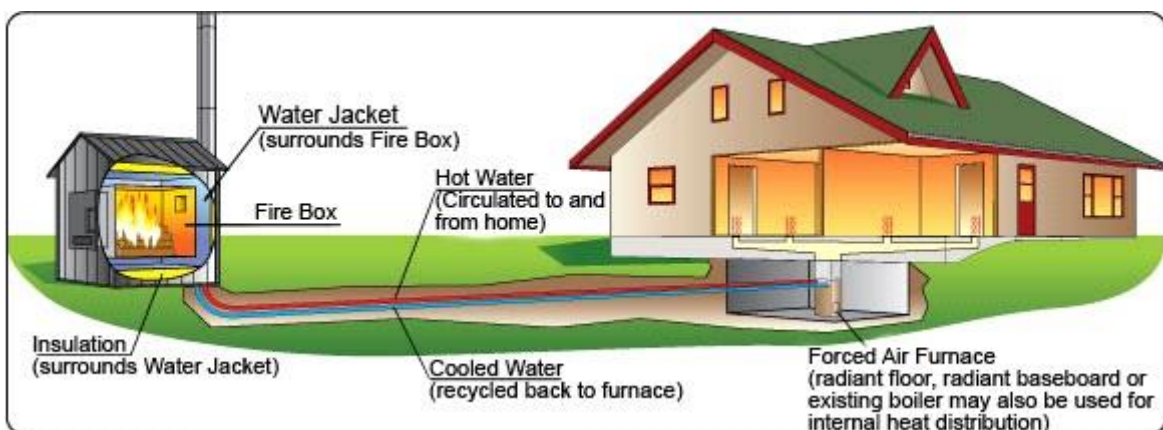 Water Jacket
(surrounds Fire Box)
Hot Water
(Circulated to and
from home)
Fire Box
Insulation
(surrounds Water Jacket)
Cooled Water
(recycled back to furnace)
Forced Air Furnace
(radiant floor, radiant baseboard or
existing boiler may also be used for
internal heat distribution)